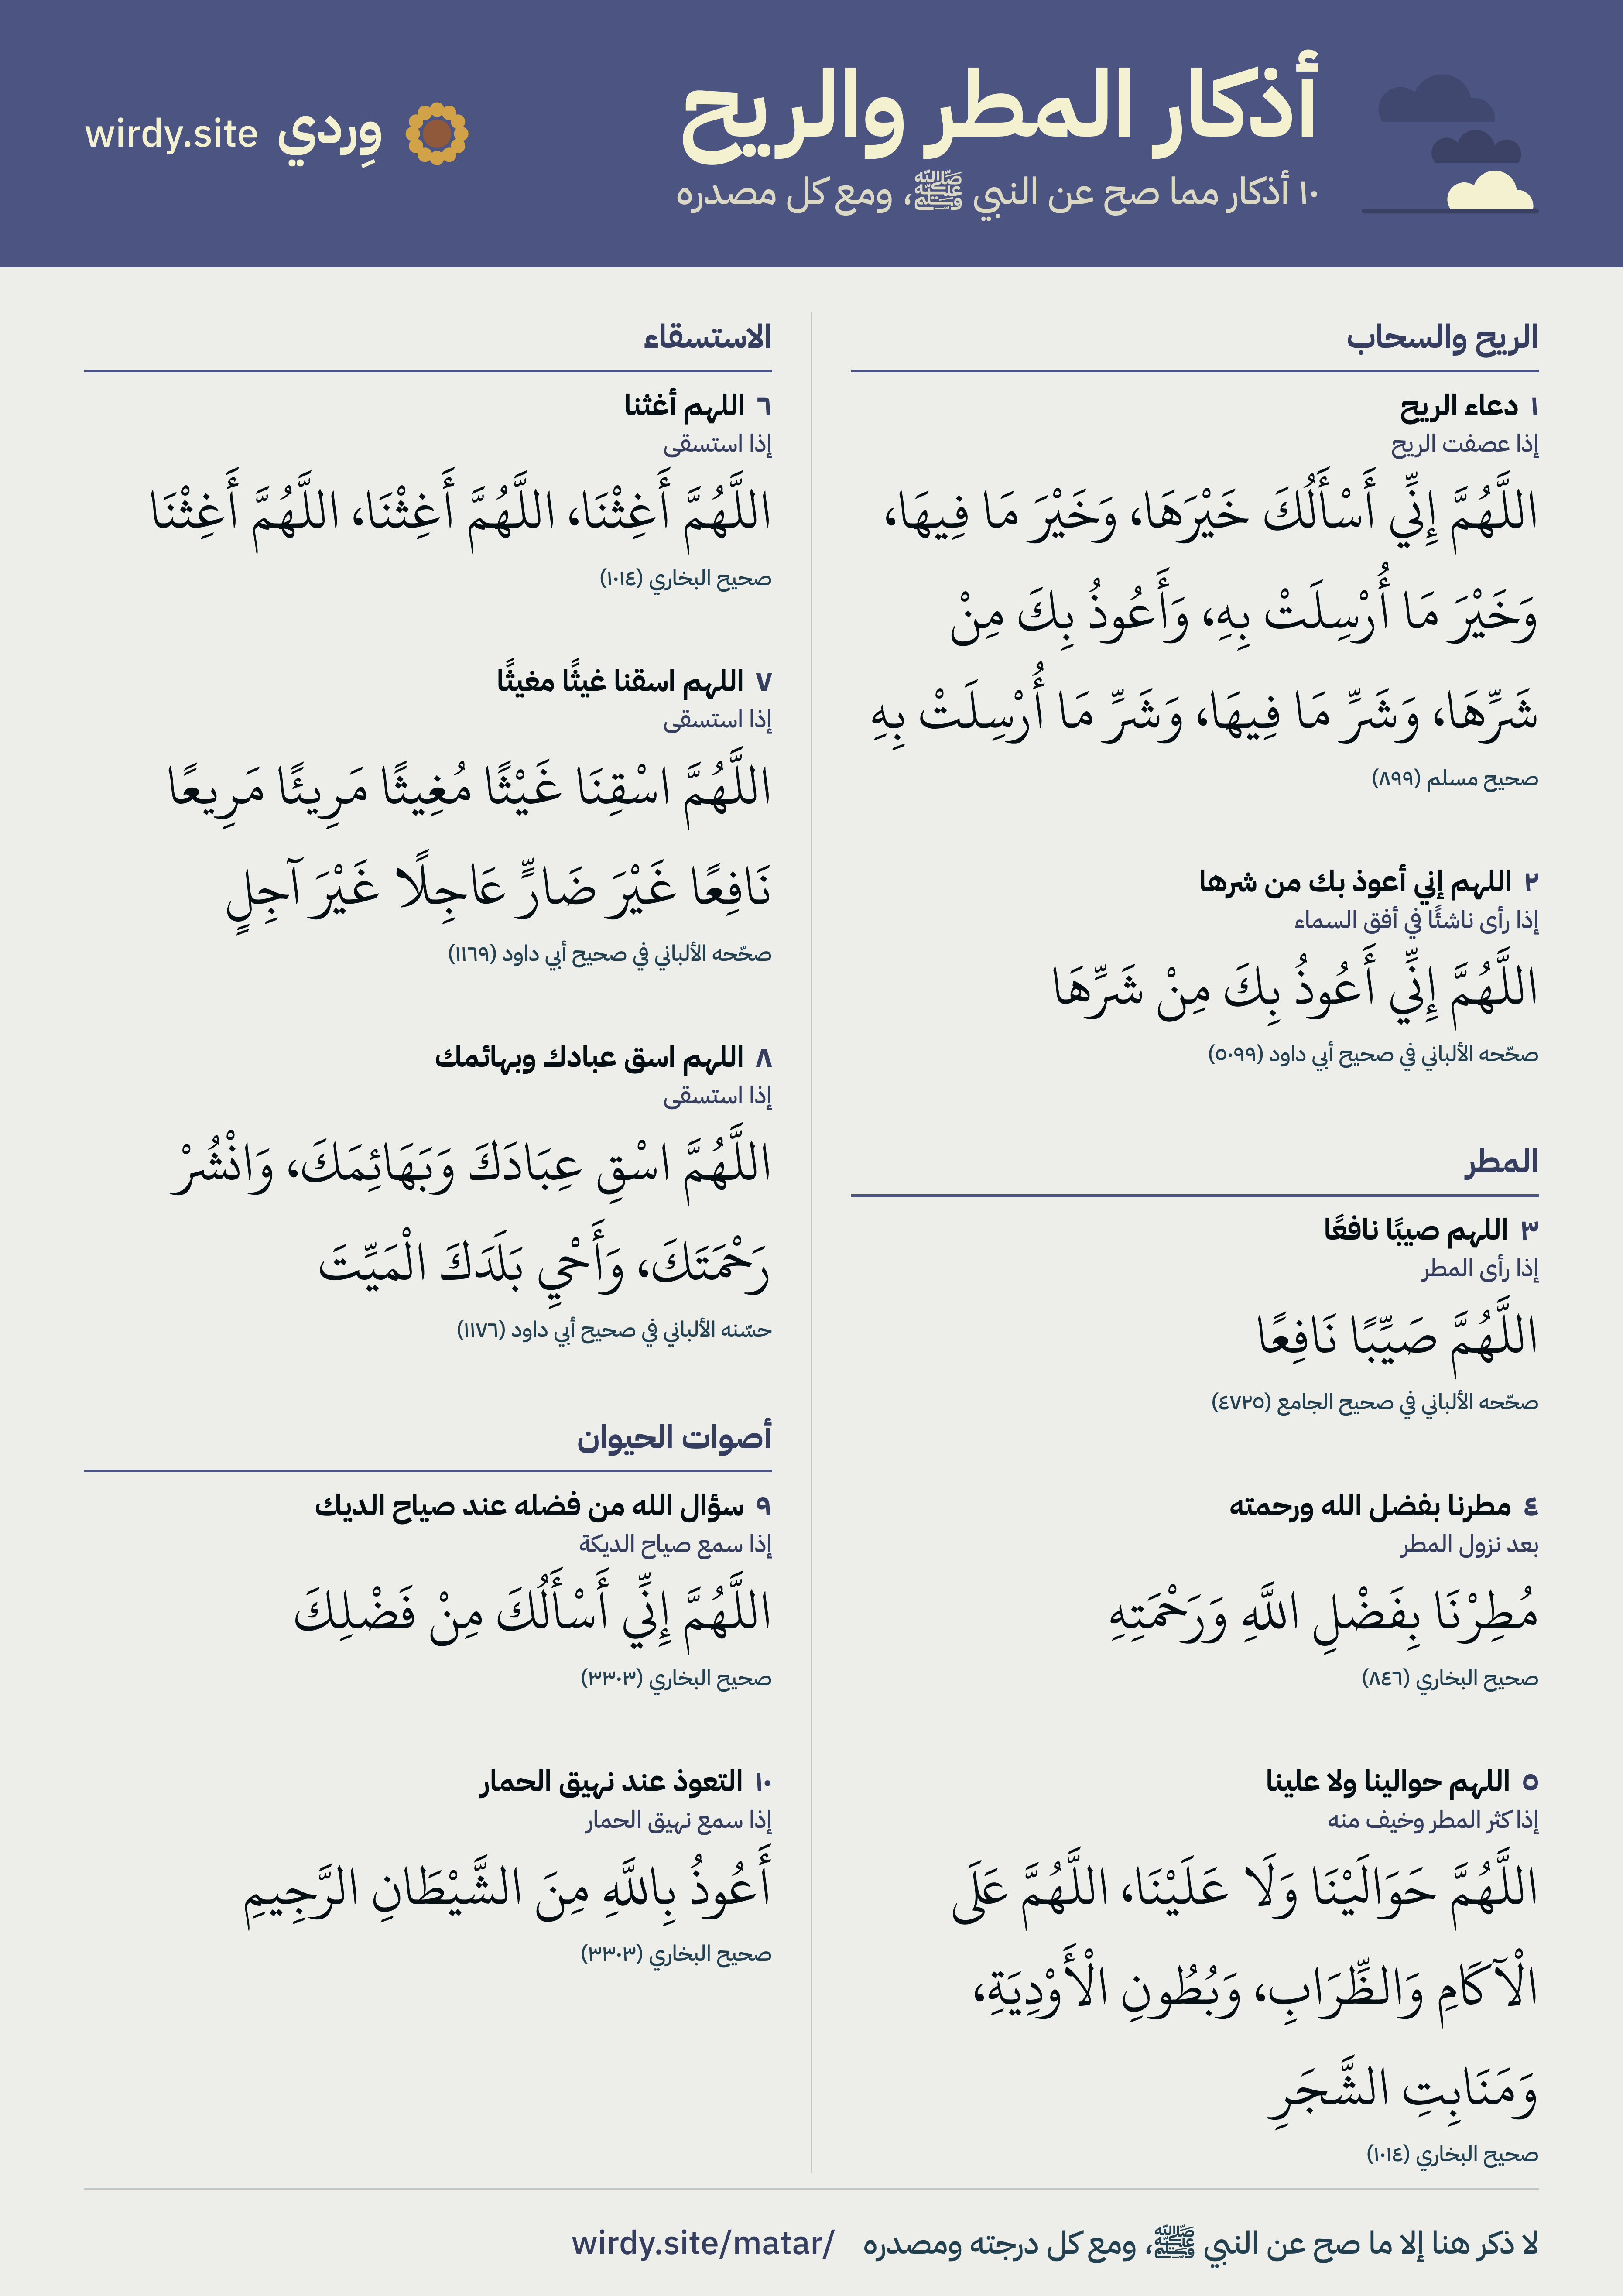 أذكار المطر والريح
١٠ أذكار مما صح عن النبي ﷺ، ومع كل مصدره
وِردي wirdy.site
الريح والسحاب
١ دعاء الريح
إذا عصفت الريح
اللَّهُمَّ إِنِّي أَسْأَلُكَ خَيْرَهَا، وَخَيْرَ مَا فِيهَا،
وَخَيْرَ مَا أُرْسِلَتْ بِهِ، وَأَعُوذُ بِكَ مِنْ
شَرِّهَا، وَشَرِّ مَا فِيهَا، وَشَرِّ مَا أُرْسِلَتْ بِهِ
صحيح مسلم (٨٩٩)
٢ اللهم إني أعوذ بك من شرها
إذا رأى ناشئًا في أفق السماء
اللَّهُمَّ إِنِّي أَعُوذُ بِكَ مِنْ شَرِّهَا
صحّحه الألباني في صحيح أبي داود (٥٠٩٩)
المطر
٣ اللهم صيبًا نافعًا
إذا رأى المطر
اللَّهُمَّ صَيِّبًا نَافِعًا
صحّحه الألباني في صحيح الجامع (٤٧٢٥)
٤ مطرنا بفضل الله ورحمته
بعد نزول المطر
مُطِرْنَا بِفَضْلِ اللَّهِ وَرَحْمَتِهِ
صحيح البخاري (٨٤٦)
٥ اللهم حوالينا ولا علينا
إذا كثر المطر وخيف منه
اللَّهُمَّ حَوَالَيْنَا وَلَا عَلَيْنَا، اللَّهُمَّ عَلَى
الْآكَامِ وَالظِّرَابِ، وَبُطُونِ الْأَوْدِيَةِ،
وَمَنَابِتِ الشَّجَرِ
صحيح البخاري (١٠١٤)
الاستسقاء
٦ اللهم أغثنا
إذا استسقى
اللَّهُمَّ أَغِثْنَا، اللَّهُمَّ أَغِثْنَا، اللَّهُمَّ أَغِثْنَا
صحيح البخاري (١٠١٤)
٧ اللهم اسقنا غيثًا مغيثًا
إذا استسقى
اللَّهُمَّ اسْقِنَا غَيْثًا مُغِيثًا مَرِيئًا مَرِيعًا
نَافِعًا غَيْرَ ضَارٍّ عَاجِلًا غَيْرَ آجِلٍ
صحّحه الألباني في صحيح أبي داود (١١٦٩)
٨ اللهم اسق عبادك وبهائمك
إذا استسقى
اللَّهُمَّ اسْقِ عِبَادَكَ وَبَهَائِمَكَ، وَانْشُرْ
رَحْمَتَكَ، وَأَحْيِ بَلَدَكَ الْمَيِّتَ
حسّنه الألباني في صحيح أبي داود (١١٧٦)
أصوات الحيوان
٩ سؤال الله من فضله عند صياح الديك
إذا سمع صياح الديكة
اللَّهُمَّ إِنِّي أَسْأَلُكَ مِنْ فَضْلِكَ
صحيح البخاري (٣٣٠٣)
١٠ التعوذ عند نهيق الحمار
إذا سمع نهيق الحمار
أَعُوذُ بِاللَّهِ مِنَ الشَّيْطَانِ الرَّجِيمِ
صحيح البخاري (٣٣٠٣)
لا ذكر هنا إلا ما صح عن النبي ﷺ، ومع كل درجته ومصدره wirdy.site/matar/